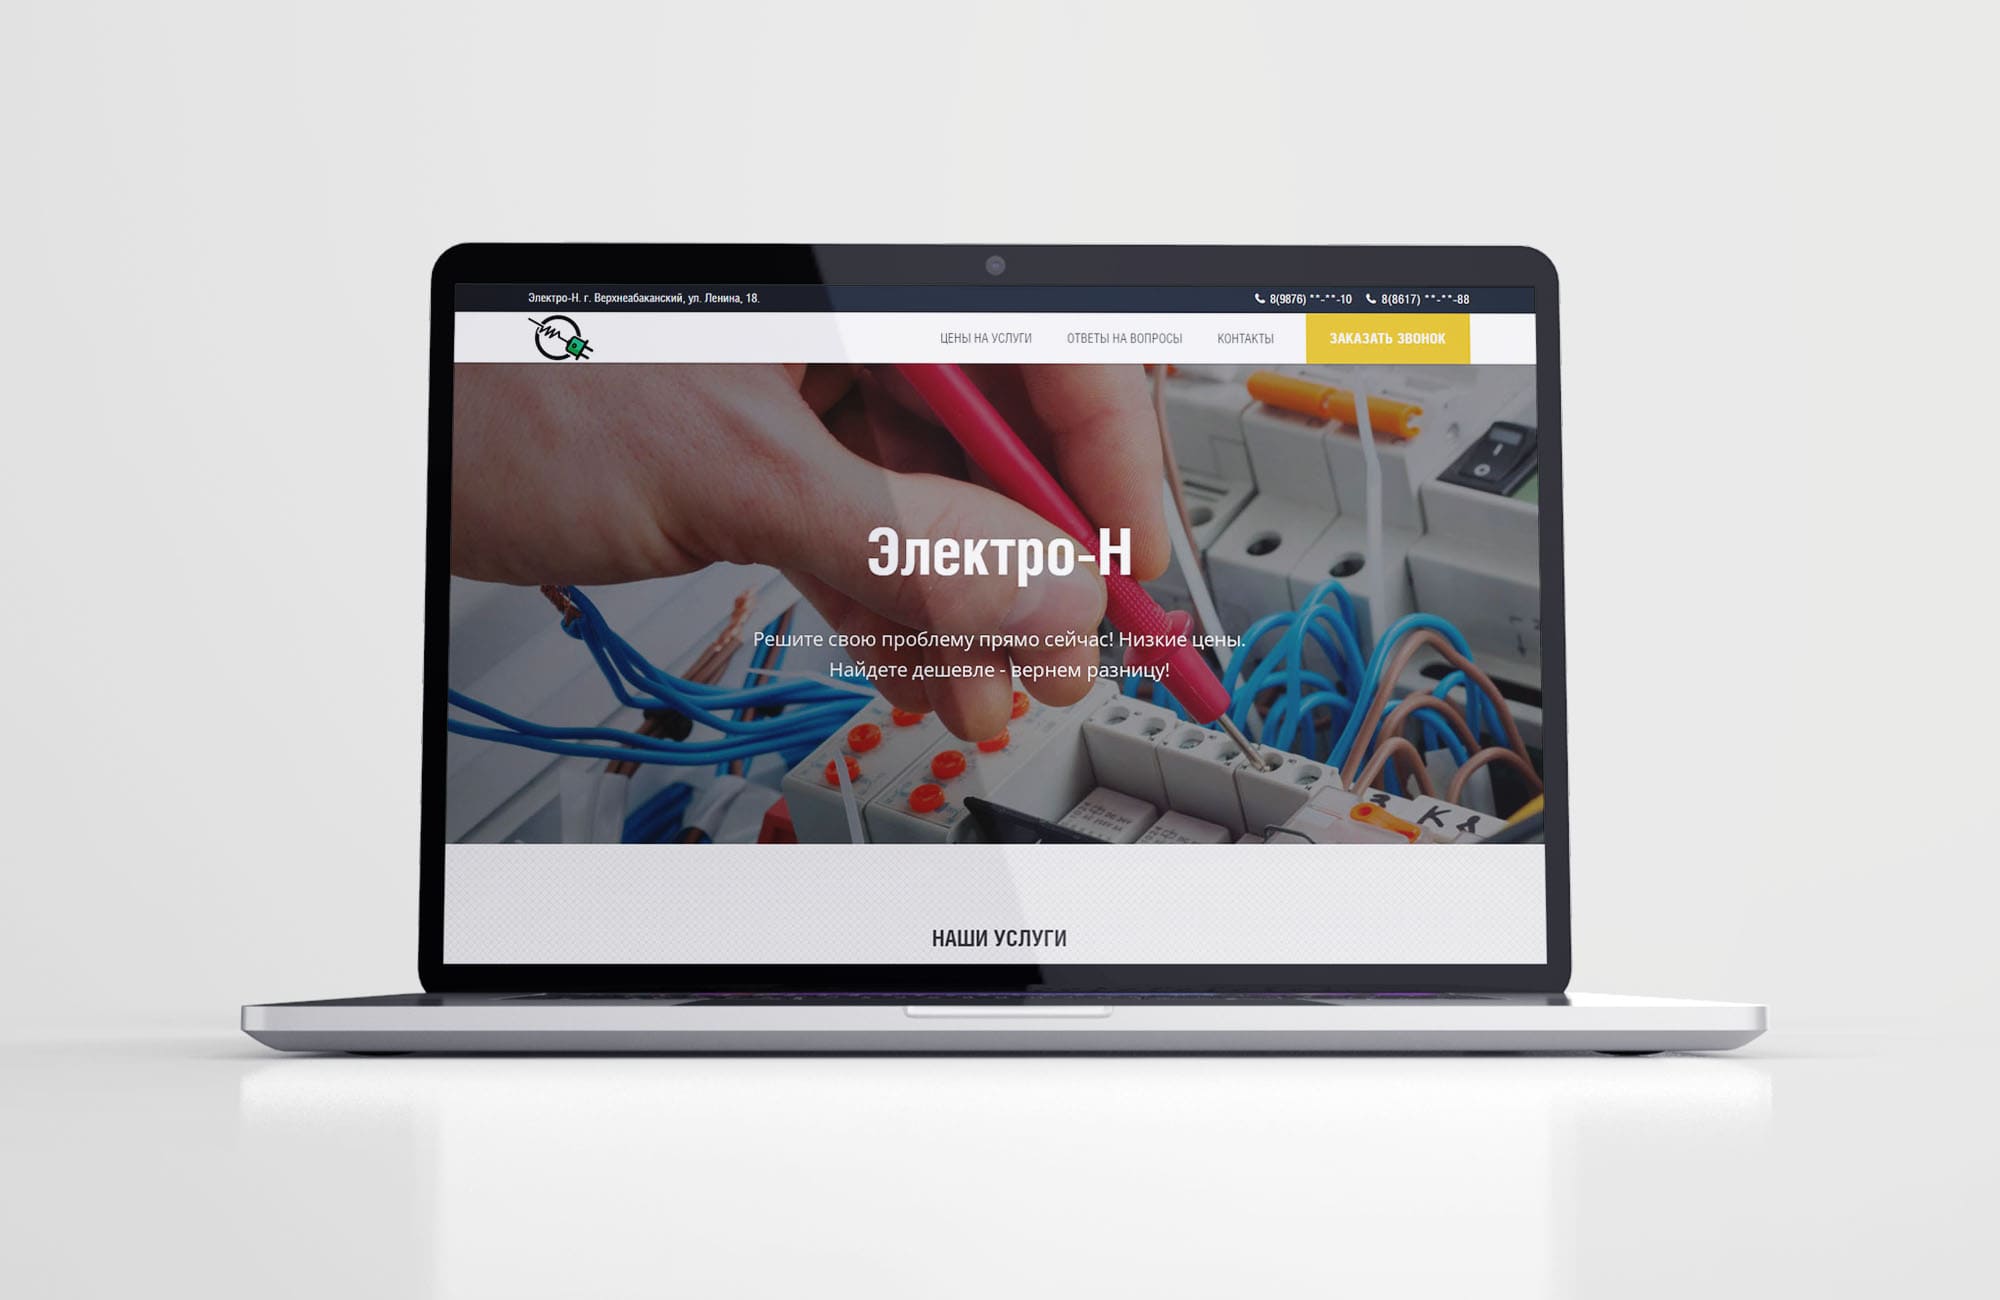 Электро-Н. г. Верхнеабаканский, ул. Ленина, 18.
8(9876) **-**-10 8(8617) **-**-88
ЦЕНЫ НА УСЛУГИ ОТВЕТЫ НА ВОПРОСЫ КОНТАКТЫ ЗАКАЗАТЬ ЗВОНОК
Электро-Н
Решите свою проблему прямо сейчас! Низкие цены.
Найдете дешевле - вернем разницу!
НАШИ УСЛУГИ